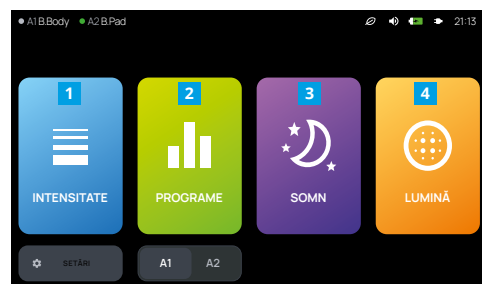 A1 B.Body A2 B.Pad 21:13
1 2 3 4
INTENSITATE PROGRAME SOMN LUMINĂ
SETĂRI A1 A2